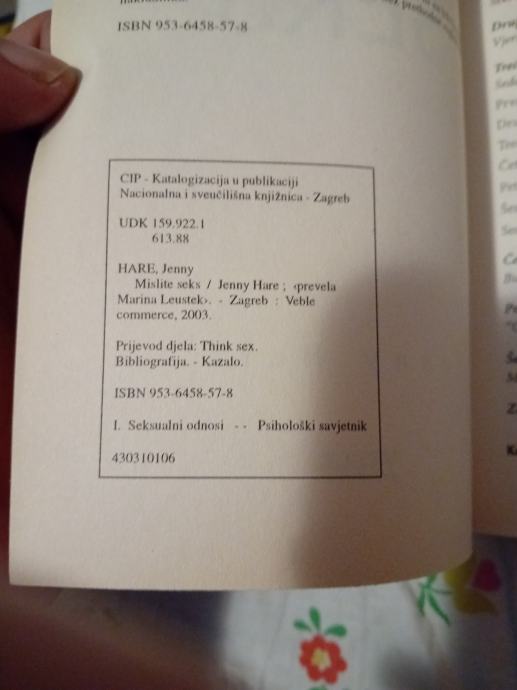 ISBN 953-6458-57-8
CIP - Katalogizacija u publikaciji
Nacionalna i sveučilišna knjižnica - Zagreb
UDK 159.922.1
613.88
HARE, Jenny
Mislite seks / Jenny Hare ; ‹prevela
Marina Leustek›. - Zagreb : Veble
commerce, 2003.
Prijevod djela: Think sex.
Bibliografija. - Kazalo.
ISBN 953-6458-57-8
I. Seksualni odnosi -- Psihološki savjetnik
430310106